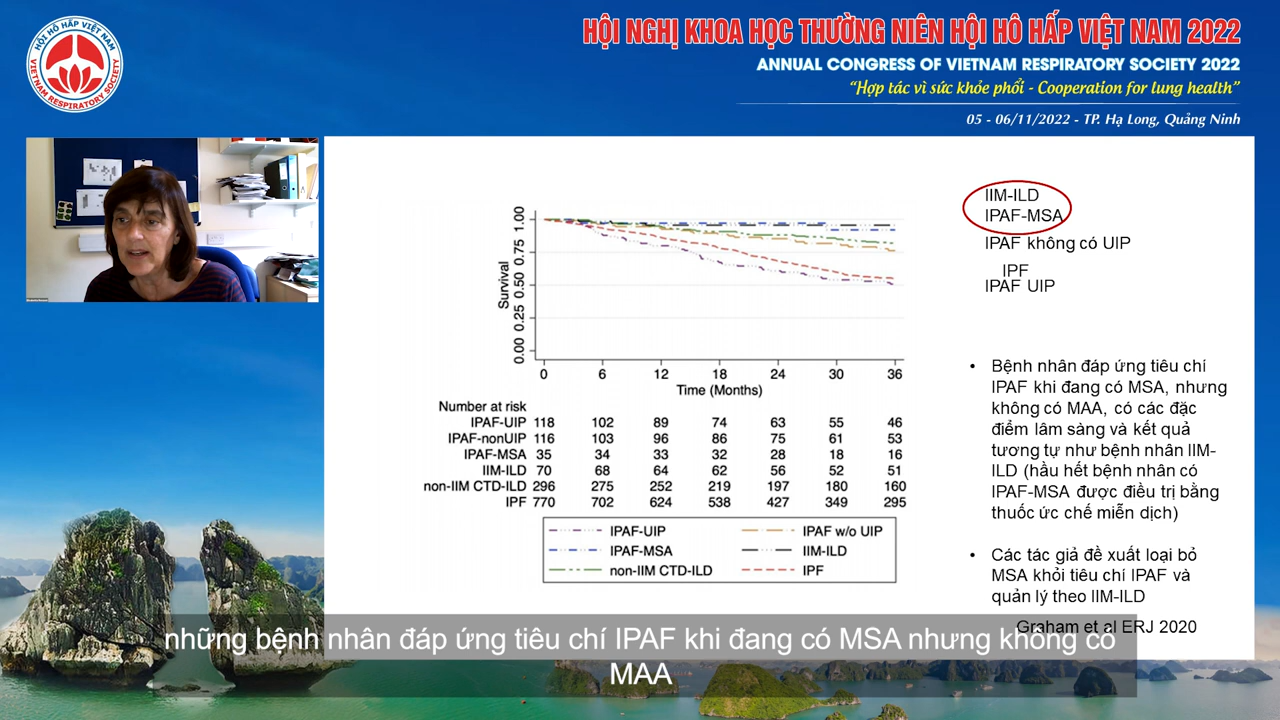 HỘI HÔ HẤP VIỆT NAM
VIETNAM RESPIRATORY SOCIETY
HỘI NGHỊ KHOA HỌC THƯỜNG NIÊN HỘI HÔ HẤP VIỆT NAM 2022
ANNUAL CONGRESS OF VIETNAM RESPIRATORY SOCIETY 2022
“Hợp tác vì sức khỏe phổi - Cooperation for lung health”
05 - 06/11/2022 - TP. Hạ Long, Quảng Ninh
Survival
1.00
0.75
0.50
0.25
0.00
0 6 12 18 24 30 36
Time (Months)
Number at risk
IPAF-UIP 118 102 89 74 63 55 46
IPAF-nonUIP 116 103 96 86 75 61 53
IPAF-MSA 35 34 33 32 28 18 16
IIM-ILD 70 68 64 62 56 52 51
non-IIM CTD-ILD 296 275 252 219 197 180 160
IPF 770 702 624 538 427 349 295
IPAF-UIP IPAF w/o UIP
IPAF-MSA IIM-ILD
non-IIM CTD-ILD IPF
IIM-ILD
IPAF-MSA
IPAF không có UIP
IPF
IPAF UIP
• Bệnh nhân đáp ứng tiêu chí
IPAF khi đang có MSA, nhưng
không có MAA, có các đặc
điểm lâm sàng và kết quả
tương tự như bệnh nhân IIM-
ILD (hầu hết bệnh nhân có
IPAF-MSA được điều trị bằng
thuốc ức chế miễn dịch)
• Các tác giả đề xuất loại bỏ
MSA khỏi tiêu chí IPAF và
quản lý theo IIM-ILD
Graham et al ERJ 2020
những bệnh nhân đáp ứng tiêu chí IPAF khi đang có MSA nhưng không có
MAA